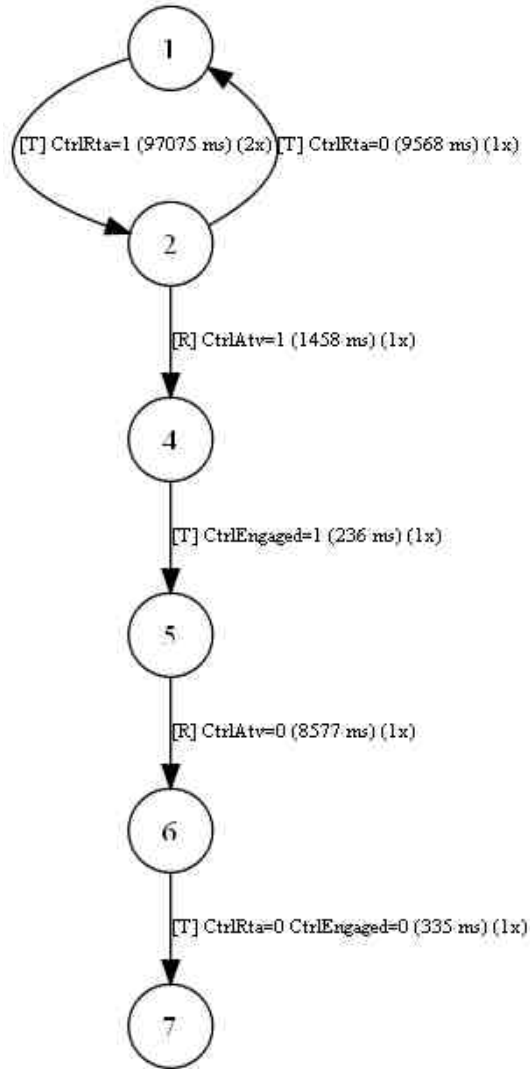 1
[T] CtrlRta=1 (97075 ms) (2x) [T] CtrlRta=0 (9568 ms) (1x)
2
[R] CtrlAtv=1 (1458 ms) (1x)
4
[T] CtrlEngaged=1 (236 ms) (1x)
5
[R] CtrlAtv=0 (8577 ms) (1x)
6
[T] CtrlRta=0 CtrlEngaged=0 (335 ms) (1x)
7